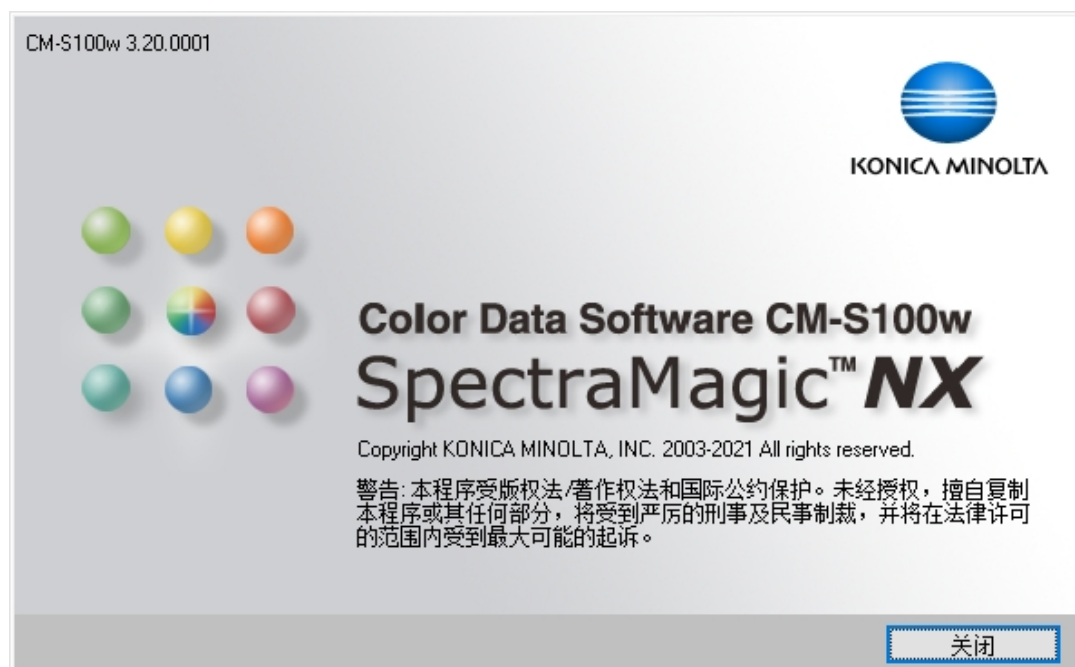 CM-S100w 3.20.0001
KONICA MINOLTA
Color Data Software CM-S100w
SpectraMagic™ NX
Copyright KONICA MINOLTA, INC. 2003-2021 All rights reserved.
警告: 本程序受版权法/著作权法和国际公约保护。未经授权，擅自复制
本程序或其任何部分，将受到严厉的刑事及民事制裁，并将在法律许可
的范围内受到最大可能的起诉。
关闭